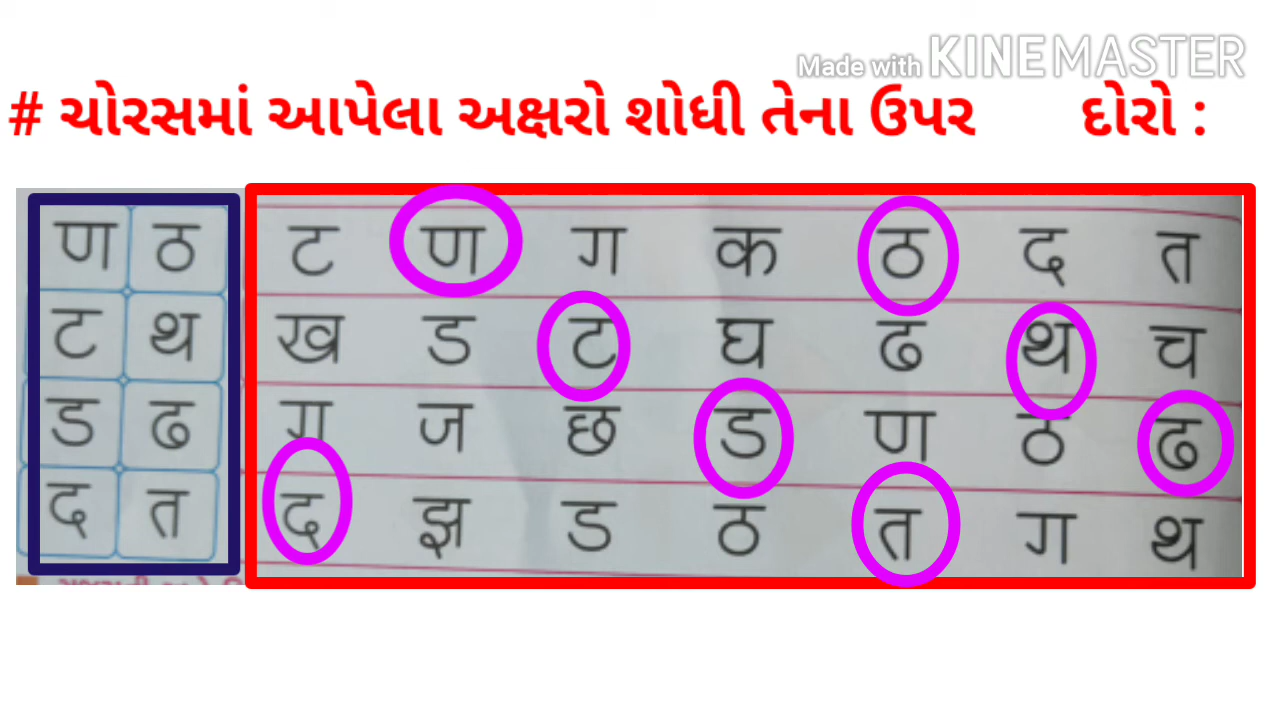 Made with KINEMASTER
# ચોરસમાં આપેલા અક્ષરો શોધી તેના ઉપર દોરો :
ण ठ ट ण ग क ठ द त
ट थ ख ड ट घ ढ थ च
ड ढ ग ज छ ड ण ठ ढ
द त द झ ड ठ त ग थ